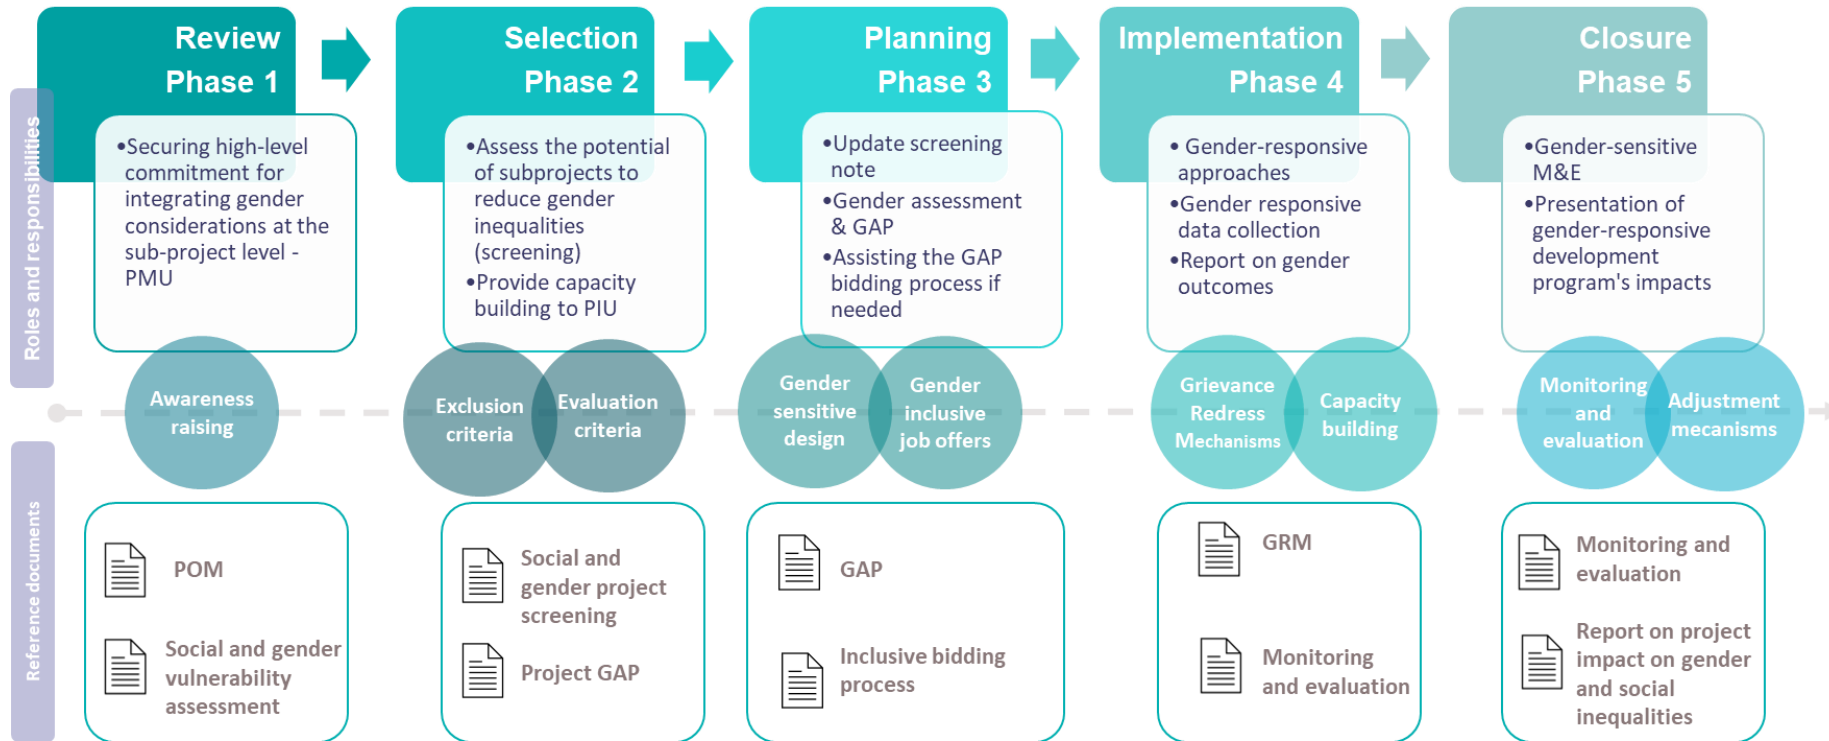 Review
Phase 1
Selection
Phase 2
Planning
Phase 3
Implementation
Phase 4
Closure
Phase 5
Roles and responsibilities
•Securing high-level
commitment for
integrating gender
considerations at the
sub-project level -
PMU
•Assess the potential
of subprojects to
reduce gender
inequalities
(screening)
•Provide capacity
building to PIU
•Update screening
note
•Gender assessment
& GAP
•Assisting the GAP
bidding process if
needed
• Gender-responsive
approaches
•Gender responsive
data collection
•Report on gender
outcomes
•Gender-sensitive
M&E
•Presentation of
gender-responsive
development
program's impacts
Awareness
raising
Exclusion
criteria
Evaluation
criteria
Gender
sensitive
design
Gender
inclusive
job offers
Grievance
Redress
Mechanisms
Capacity
building
Monitoring
and
evaluation
Adjustment
mecanisms
Reference documents
POM
Social and gender
vulnerability
assessment
Social and
gender project
screening
Project GAP
GAP
Inclusive bidding
process
GRM
Monitoring
and evaluation
Monitoring and
evaluation
Report on project
impact on gender
and social
inequalities